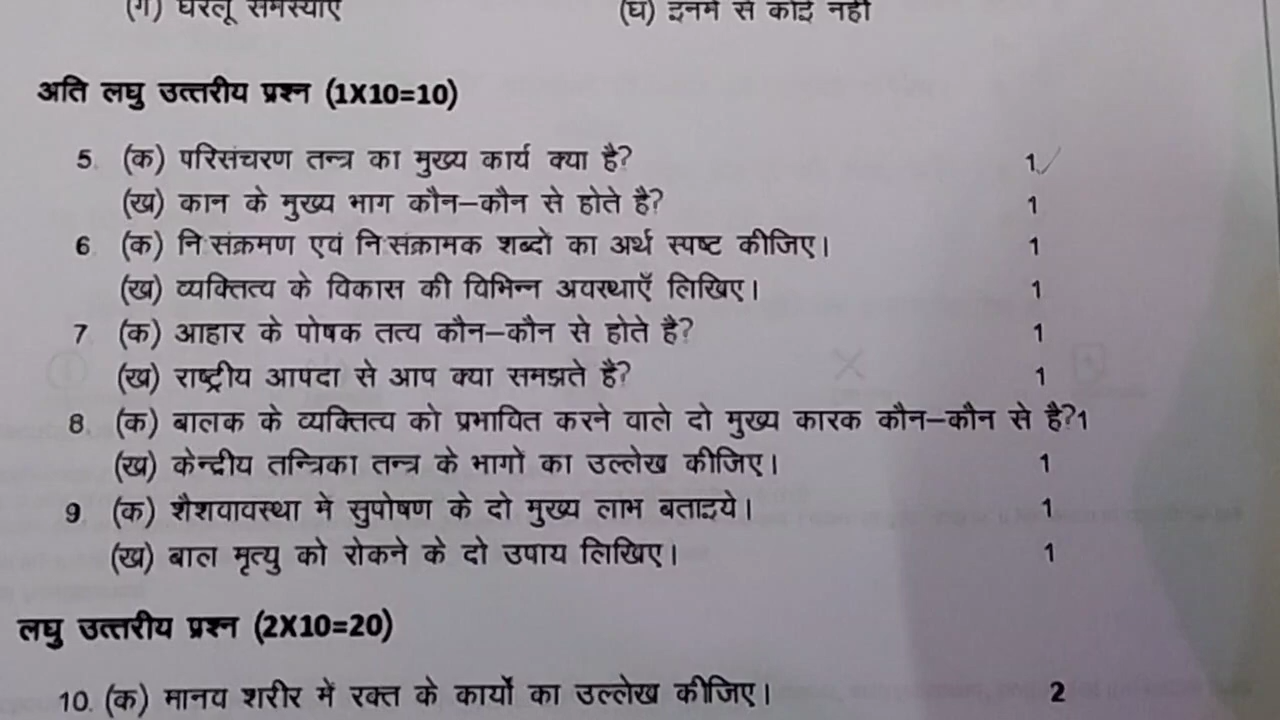 (ग) घरेलू समस्याएँ (घ) इनमें से कोई नहीं
अति लघु उत्तरीय प्रश्न (1X10=10)
5. (क) परिसंचरण तन्त्र का मुख्य कार्य क्या है? 1
(ख) कान के मुख्य भाग कौन–कौन से होते है? 1
6 (क) नि:संक्रमण एवं नि:संक्रामक शब्दो का अर्थ स्पष्ट कीजिए। 1
(ख) व्यक्तित्व के विकास की विभिन्न अवस्थाएँ लिखिए। 1
7 (क) आहार के पोषक तत्व कौन–कौन से होते है? 1
(ख) राष्ट्रीय आपदा से आप क्या समझते है? 1
8 (क) बालक के व्यक्तित्व को प्रभावित करने वाले दो मुख्य कारक कौन–कौन से है?1
(ख) केन्द्रीय तन्त्रिका तन्त्र के भागों का उल्लेख कीजिए। 1
9 (क) शैशवावस्था में सुपोषण के दो मुख्य लाभ बताइये। 1
(ख) बाल मृत्यु को रोकने के दो उपाय लिखिए। 1
लघु उत्तरीय प्रश्न (2X10=20)
10. (क) मानव शरीर में रक्त के कार्यों का उल्लेख कीजिए। 2